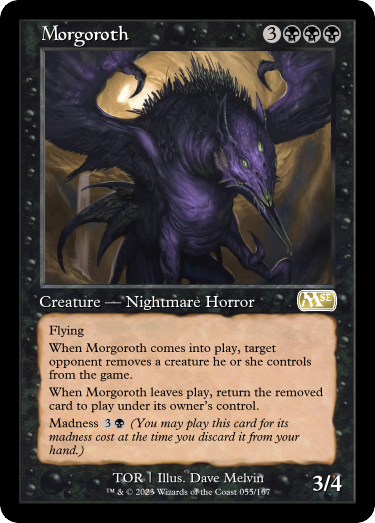 Morgoroth 3
Creature — Nightmare Horror MSE
Flying
When Morgoroth comes into play, target
opponent removes a creature he or she controls
from the game.
When Morgoroth leaves play, return the removed
card to play under its owner's control.
Madness 3 (You may play this card for its
madness cost at the time you discard it from your
hand.)
TOR | Illus. Dave Melvin
™ & © 2023 Wizards of the Coast 055/167
3/4